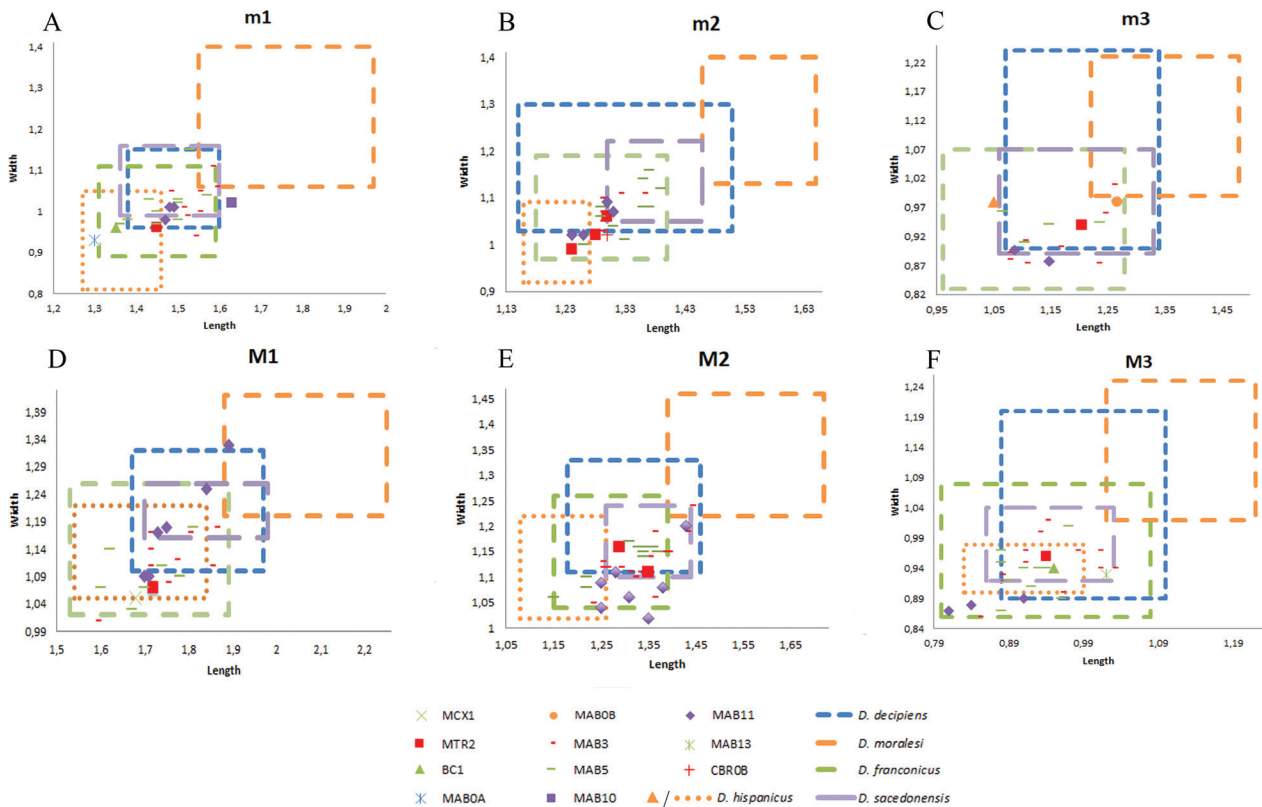 A m1
Width
1,4
1,3
1,2
1,1
1
0,9
0,8
1,2 1,3 1,4 1,5 1,6 1,7 1,8 1,9 2
Length
B m2
Width
1,4
1,3
1,2
1,1
1
0,9
1,13 1,23 1,33 1,43 1,53 1,63
Length
C m3
Width
1,22
1,17
1,12
1,07
1,02
0,97
0,92
0,87
0,82
0,95 1,05 1,15 1,25 1,35 1,45
Length
D M1
Width
1,39
1,34
1,29
1,24
1,19
1,14
1,09
1,04
0,99
1,5 1,6 1,7 1,8 1,9 2 2,1 2,2
Length
E M2
Width
1,45
1,4
1,35
1,3
1,25
1,2
1,15
1,1
1,05
1
1,05 1,15 1,25 1,35 1,45 1,55 1,65
Length
F M3
Width
1,24
1,19
1,14
1,09
1,04
0,99
0,94
0,89
0,84
0,79 0,89 0,99 1,09 1,19
Length
MCX1 MAB0B MAB11 D. decipiens
MTR2 MAB3 MAB13 D. moralesi
BC1 MAB5 CBR0B D. franconicus
MAB0A MAB10 / D. hispanicus D. sacedonensis